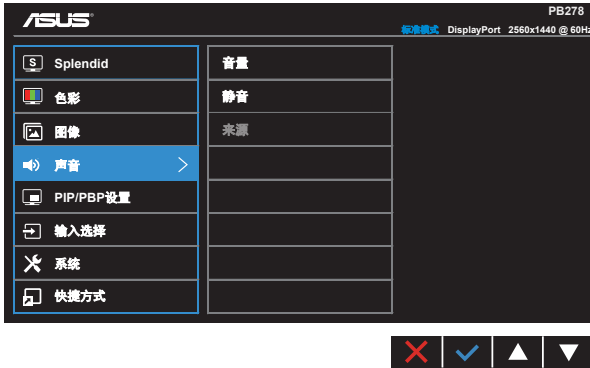 ASUS
PB278
标准模式 DisplayPort 2560x1440 @ 60Hz
S Splendid
色彩
图像
声音
PIP/PBP设置
输入选择
系统
快捷方式
音量
静音
来源